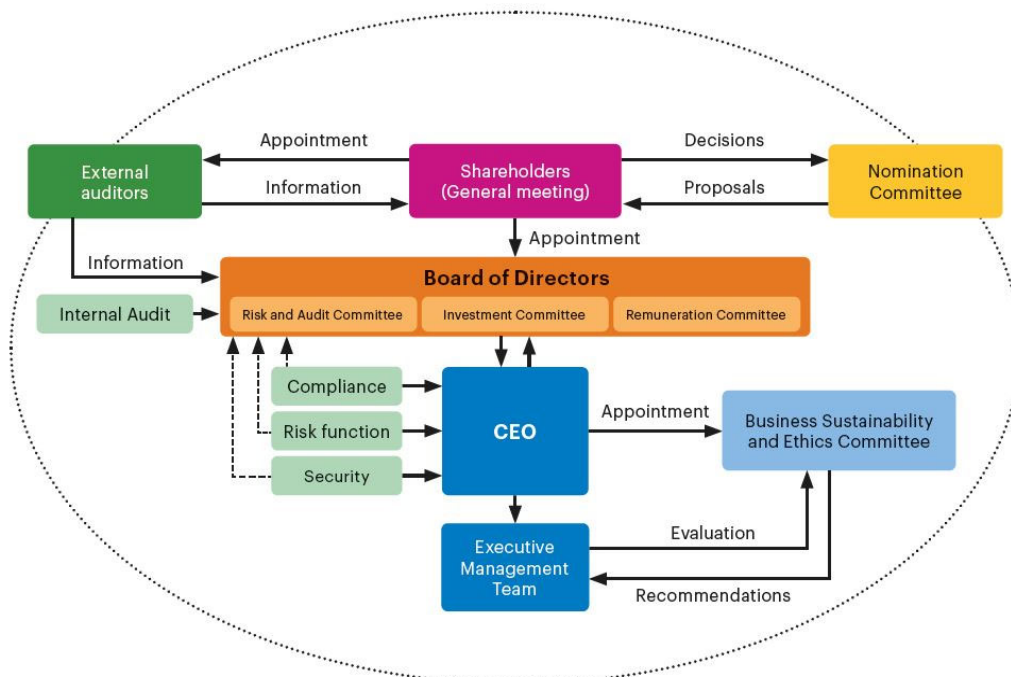 Appointment
Decisions
External
auditors
Shareholders
(General meeting)
Nomination
Committee
Information
Proposals
Appointment
Information
Board of Directors
Internal Audit
Risk and Audit Committee
Investment Committee
Remuneration Committee
Compliance
Risk function
Security
CEO
Appointment
Business Sustainability
and Ethics Committee
Executive
Management
Team
Evaluation
Recommendations